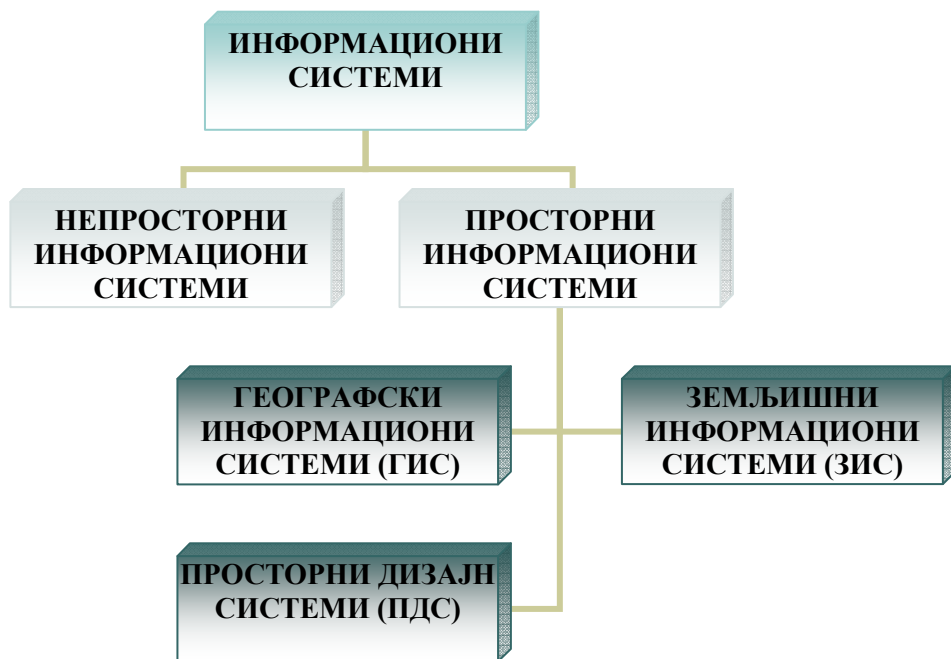 ИНФОРМАЦИОНИ
СИСТЕМИ
НЕПРОСТОРНИ
ИНФОРМАЦИОНИ
СИСТЕМИ
ПРОСТОРНИ
ИНФОРМАЦИОНИ
СИСТЕМИ
ГЕОГРАФСКИ
ИНФОРМАЦИОНИ
СИСТЕМИ (ГИС)
ЗЕМЉИШНИ
ИНФОРМАЦИОНИ
СИСТЕМИ (ЗИС)
ПРОСТОРНИ ДИЗАЈН
СИСТЕМИ (ПДС)